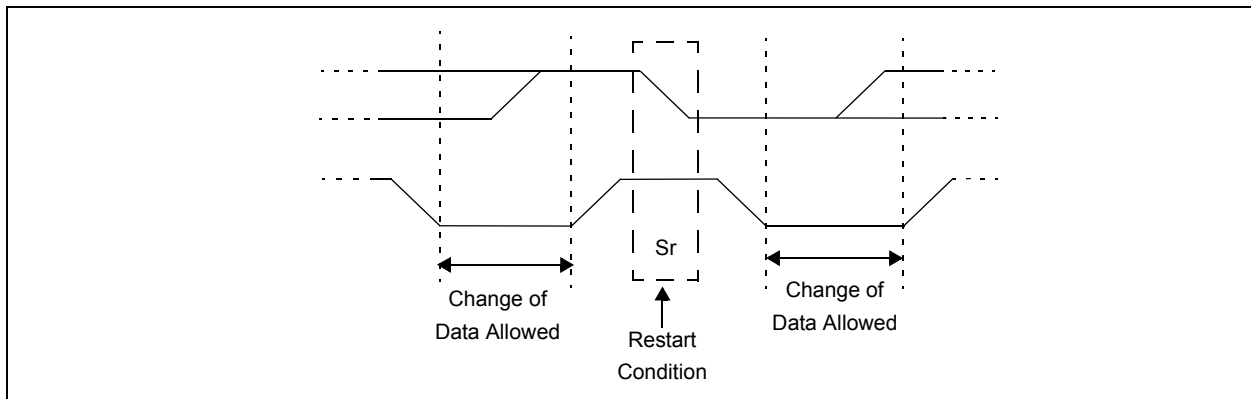 Sr
Change of
Data Allowed
Restart
Condition
Change of
Data Allowed